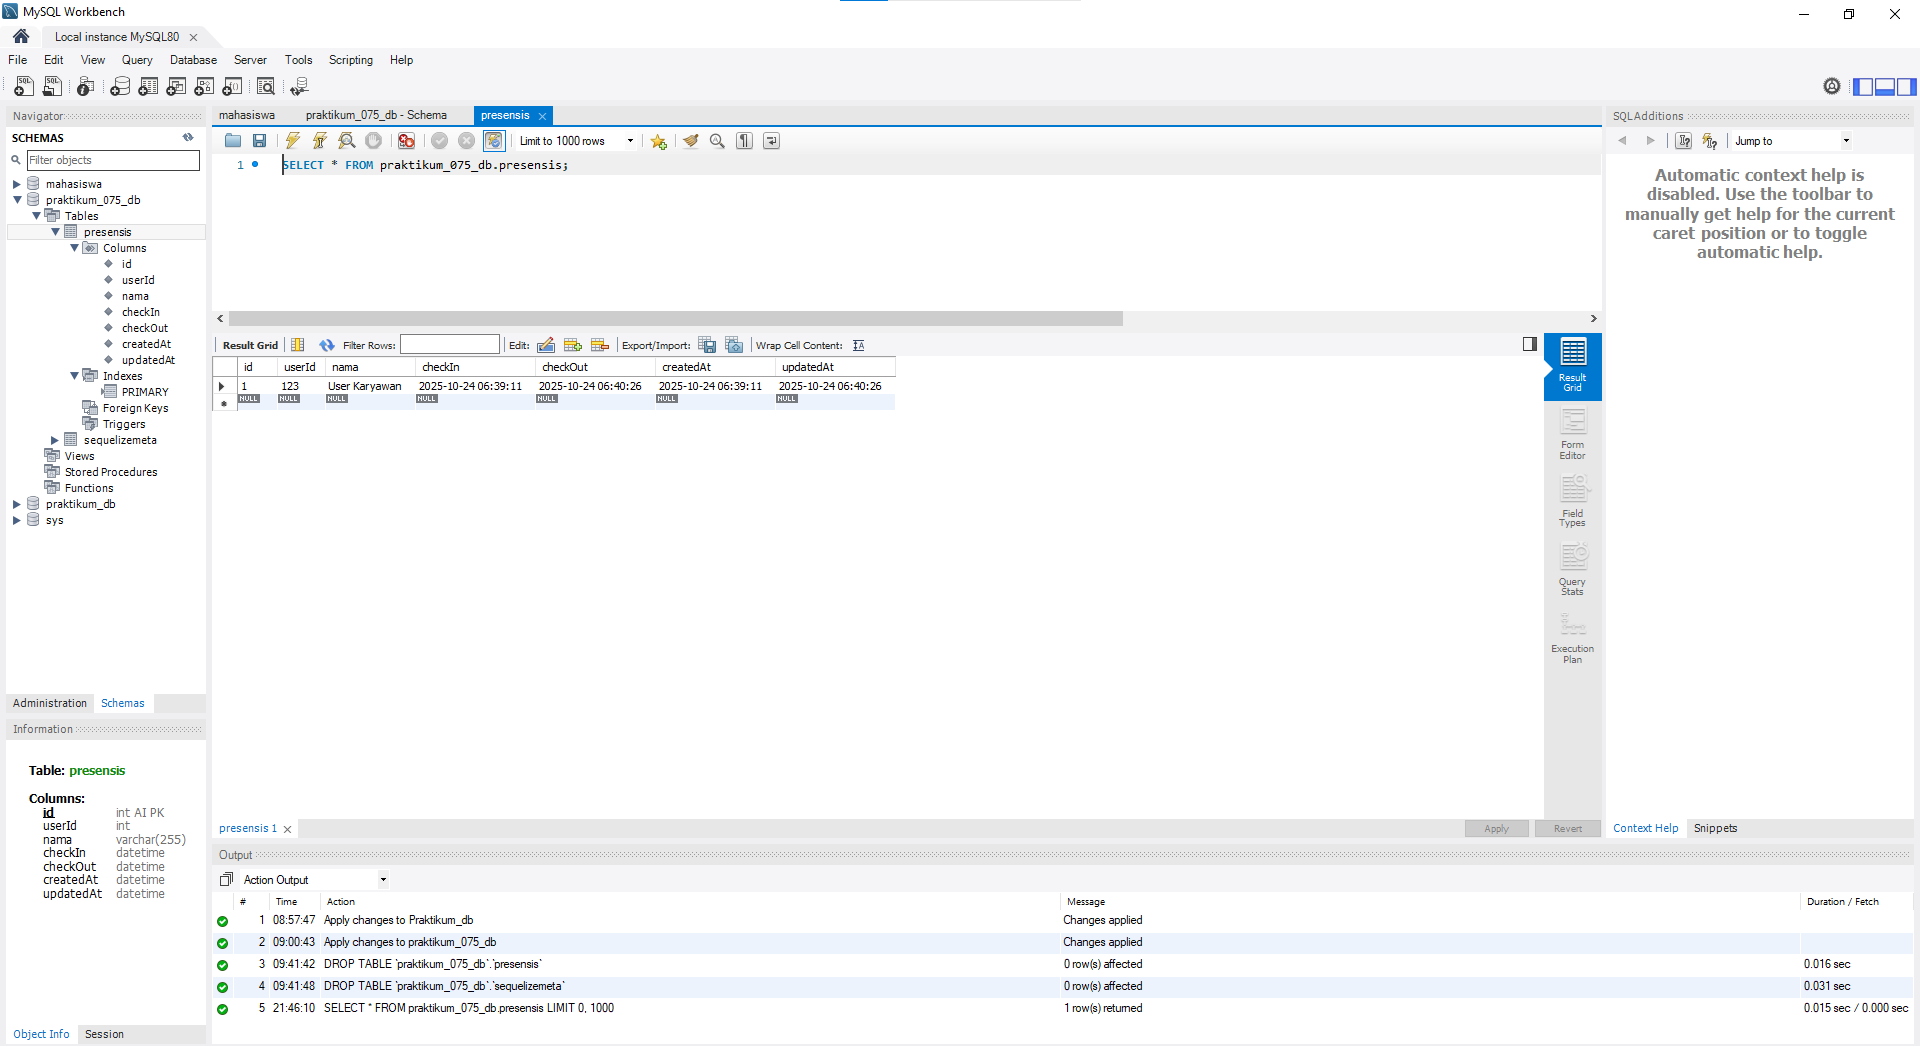 MySQL Workbench
Local instance MySQL80
File Edit View Query Database Server Tools Scripting Help
Navigator
SCHEMAS
Filter objects
mahasiswa
praktikum_075_db
Tables
presensis
Columns
id
userId
nama
checkIn
checkOut
createdAt
updatedAt
Indexes
PRIMARY
Foreign Keys
Triggers
sequelizemeta
Views
Stored Procedures
Functions
praktikum_db
sys
Administration Schemas
Information
Table: presensis
Columns:
id int AI PK
userId int
nama varchar(255)
checkIn datetime
checkOut datetime
createdAt datetime
updatedAt datetime
Object Info Session
mahasiswa praktikum_075_db - Schema presensis
Limit to 1000 rows
1 SELECT * FROM praktikum_075_db.presensis;
Result Grid Filter Rows: Edit: Export/Import: Wrap Cell Content:
id userId nama checkIn checkOut createdAt updatedAt
1 123 User Karyawan 2025-10-24 06:39:11 2025-10-24 06:40:26 2025-10-24 06:39:11 2025-10-24 06:40:26
NULL NULL NULL NULL NULL NULL NULL
Result
Grid
Form
Editor
Field
Types
Query
Stats
Execution
Plan
presensis 1
Apply Revert
Output
Action Output
# Time Action Message Duration / Fetch
1 08:57:47 Apply changes to Praktikum_db Changes applied
2 09:00:43 Apply changes to praktikum_075_db Changes applied
3 09:41:42 DROP TABLE `praktikum_075_db`.`presensis` 0 row(s) affected 0.016 sec
4 09:41:48 DROP TABLE `praktikum_075_db`.`sequelizemeta` 0 row(s) affected 0.031 sec
5 21:46:10 SELECT * FROM praktikum_075_db.presensis LIMIT 0, 1000 1 row(s) returned 0.015 sec / 0.000 sec
SQLAdditions
Jump to
Automatic context help is
disabled. Use the toolbar to
manually get help for the current
caret position or to toggle
automatic help.
Context Help Snippets